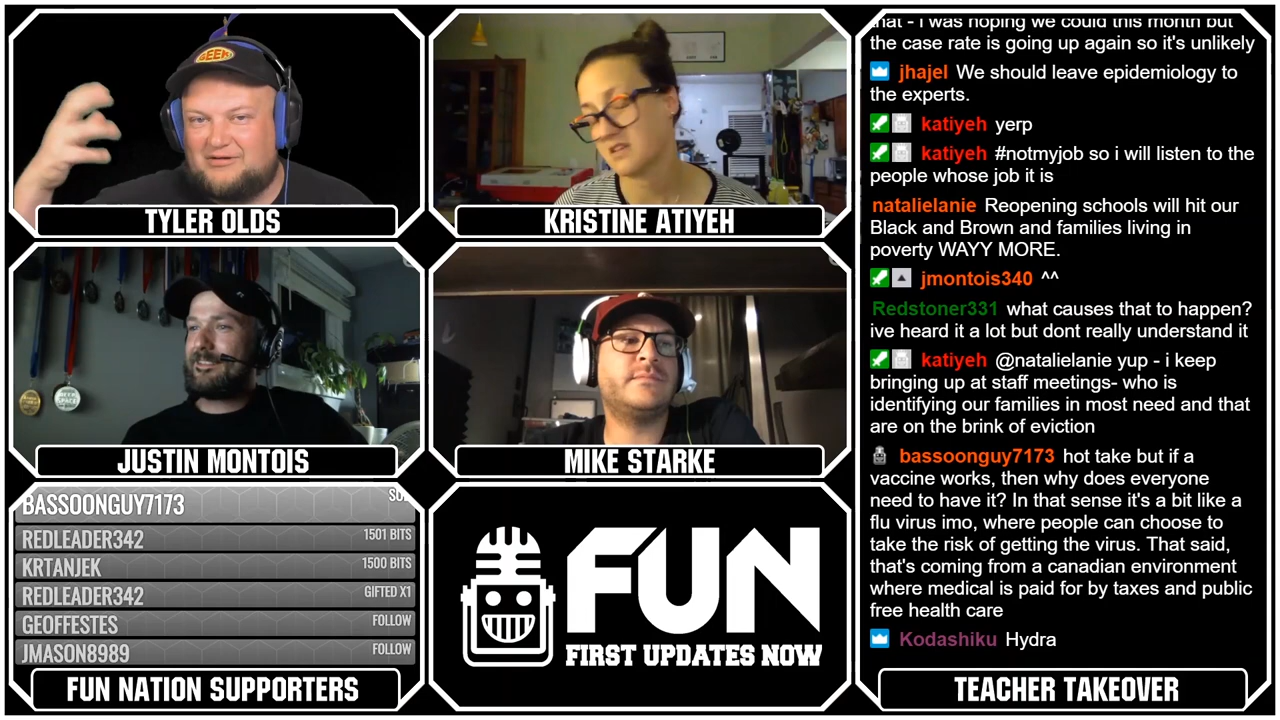 GEEK!
TYLER OLDS
KRISTINE ATIYEH
JUSTIN MONTOIS
MIKE STARKE
BASSOONGUY7173
REDLEADER342 1501 BITS
KRTANJEK 1500 BITS
REDLEADER342 GIFTED X1
GEOFFESTES FOLLOW
JMASON8989 FOLLOW
FUN NATION SUPPORTERS
FUN
FIRST UPDATES NOW
that - i was hoping we could this month but
the case rate is going up again so it's unlikely
jhajel We should leave epidemiology to
the experts.
katiyeh yerp
katiyeh #notmyjob so i will listen to the
people whose job it is
natalielanie Reopening schools will hit our
Black and Brown and families living in
poverty WAYY MORE.
jmontois340 ^^
Redstoner331 what causes that to happen?
ive heard it a lot but dont really understand it
katiyeh @natalielanie yup - i keep
bringing up at staff meetings- who is
identifying our families in most need and that
are on the brink of eviction
bassoonguy7173 hot take but if a
vaccine works, then why does everyone
need to have it? In that sense it's a bit like a
flu virus imo, where people can choose to
take the risk of getting the virus. That said,
that's coming from a canadian environment
where medical is paid for by taxes and public
free health care
Kodashiku Hydra
TEACHER TAKEOVER